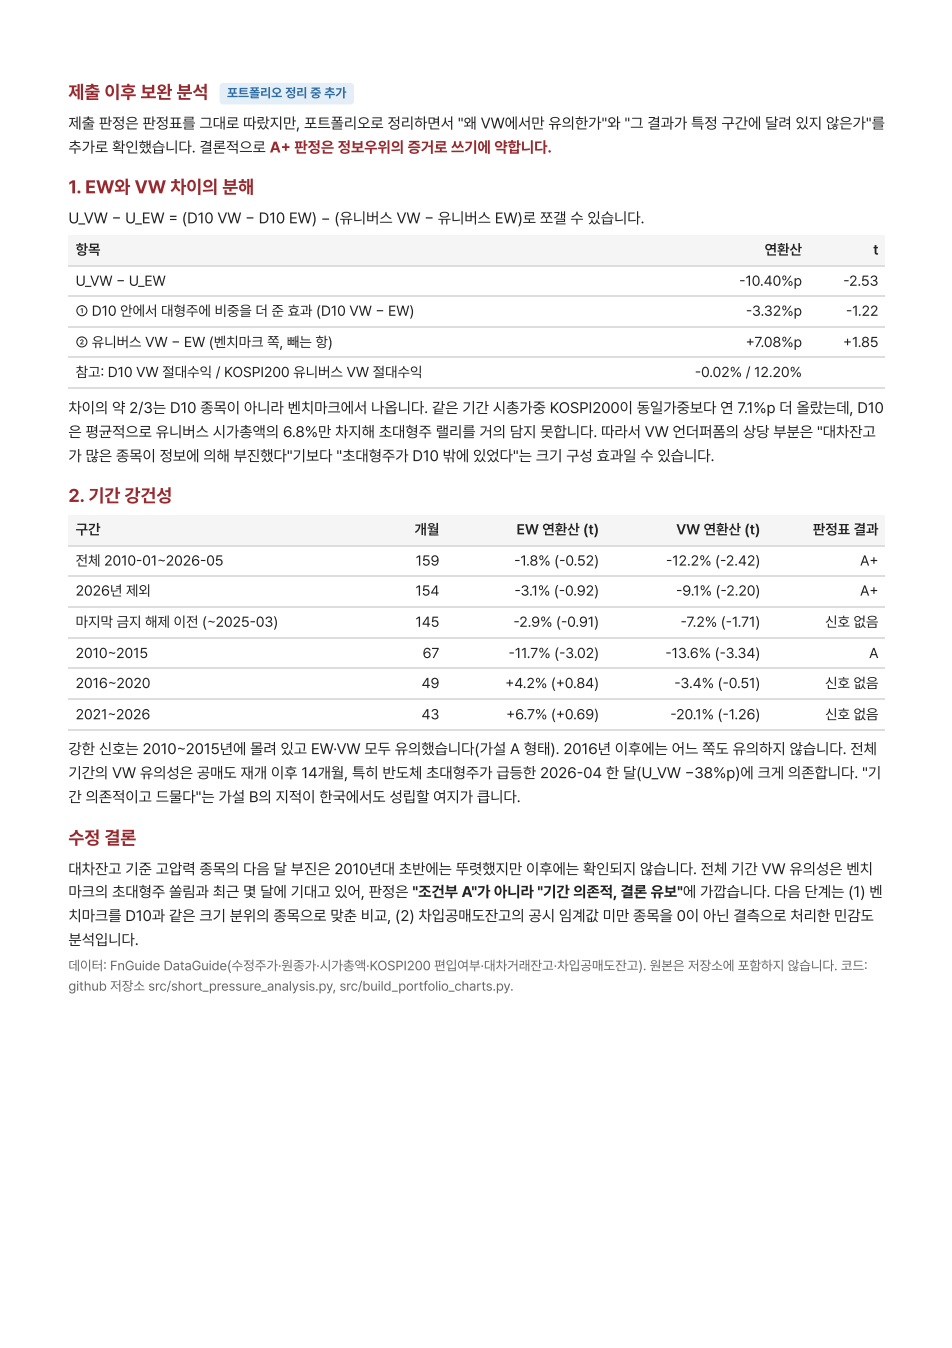 제출 이후 보완 분석 포트폴리오 정리 중 추가
제출 판정은 판정표를 그대로 따랐지만, 포트폴리오로 정리하면서 "왜 VW에서만 유의한가"와 "그 결과가 특정 구간에 달려 있지 않은가"를
추가로 확인했습니다. 결론적으로 A+ 판정은 정보우위의 증거로 쓰기에 약합니다.
1. EW와 VW 차이의 분해
U_VW − U_EW = (D10 VW − D10 EW) − (유니버스 VW − 유니버스 EW)로 쪼갤 수 있습니다.
항목 연환산 t
U_VW − U_EW -10.40%p -2.53
① D10 안에서 대형주에 비중을 더 준 효과 (D10 VW − EW) -3.32%p -1.22
② 유니버스 VW − EW (벤치마크 쪽, 빼는 항) +7.08%p +1.85
참고: D10 VW 절대수익 / KOSPI200 유니버스 VW 절대수익 -0.02% / 12.20%
차이의 약 2/3는 D10 종목이 아니라 벤치마크에서 나옵니다. 같은 기간 시총가중 KOSPI200이 동일가중보다 연 7.1%p 더 올랐는데, D10
은 평균적으로 유니버스 시가총액의 6.8%만 차지해 초대형주 랠리를 거의 담지 못합니다. 따라서 VW 언더퍼폼의 상당 부분은 "대차잔고
가 많은 종목이 정보에 의해 부진했다"기보다 "초대형주가 D10 밖에 있었다"는 크기 구성 효과일 수 있습니다.
2. 기간 강건성
구간 개월 EW 연환산 (t) VW 연환산 (t) 판정표 결과
전체 2010-01~2026-05 159 -1.8% (-0.52) -12.2% (-2.42) A+
2026년 제외 154 -3.1% (-0.92) -9.1% (-2.20) A+
마지막 금지 해제 이전 (~2025-03) 145 -2.9% (-0.91) -7.2% (-1.71) 신호 없음
2010~2015 67 -11.7% (-3.02) -13.6% (-3.34) A
2016~2020 49 +4.2% (+0.84) -3.4% (-0.51) 신호 없음
2021~2026 43 +6.7% (+0.69) -20.1% (-1.26) 신호 없음
강한 신호는 2010~2015년에 몰려 있고 EW·VW 모두 유의했습니다(가설 A 형태). 2016년 이후에는 어느 쪽도 유의하지 않습니다. 전체
기간의 VW 유의성은 공매도 재개 이후 14개월, 특히 반도체 초대형주가 급등한 2026-04 한 달(U_VW −38%p)에 크게 의존합니다. "기
간 의존적이고 드물다"는 가설 B의 지적이 한국에서도 성립할 여지가 큽니다.
수정 결론
대차잔고 기준 고압력 종목의 다음 달 부진은 2010년대 초반에는 뚜렷했지만 이후에는 확인되지 않습니다. 전체 기간 VW 유의성은 벤치
마크의 초대형주 쏠림과 최근 몇 달에 기대고 있어, 판정은 "조건부 A"가 아니라 "기간 의존적, 결론 유보"에 가깝습니다. 다음 단계는 (1) 벤
치마크를 D10과 같은 크기 분위의 종목으로 맞춘 비교, (2) 차입공매도잔고의 공시 임계값 미만 종목을 0이 아닌 결측으로 처리한 민감도
분석입니다.
데이터: FnGuide DataGuide(수정주가·원종가·시가총액·KOSPI200 편입여부·대차거래잔고·차입공매도잔고). 원본은 저장소에 포함하지 않습니다. 코드:
github 저장소 src/short_pressure_analysis.py, src/build_portfolio_charts.py.